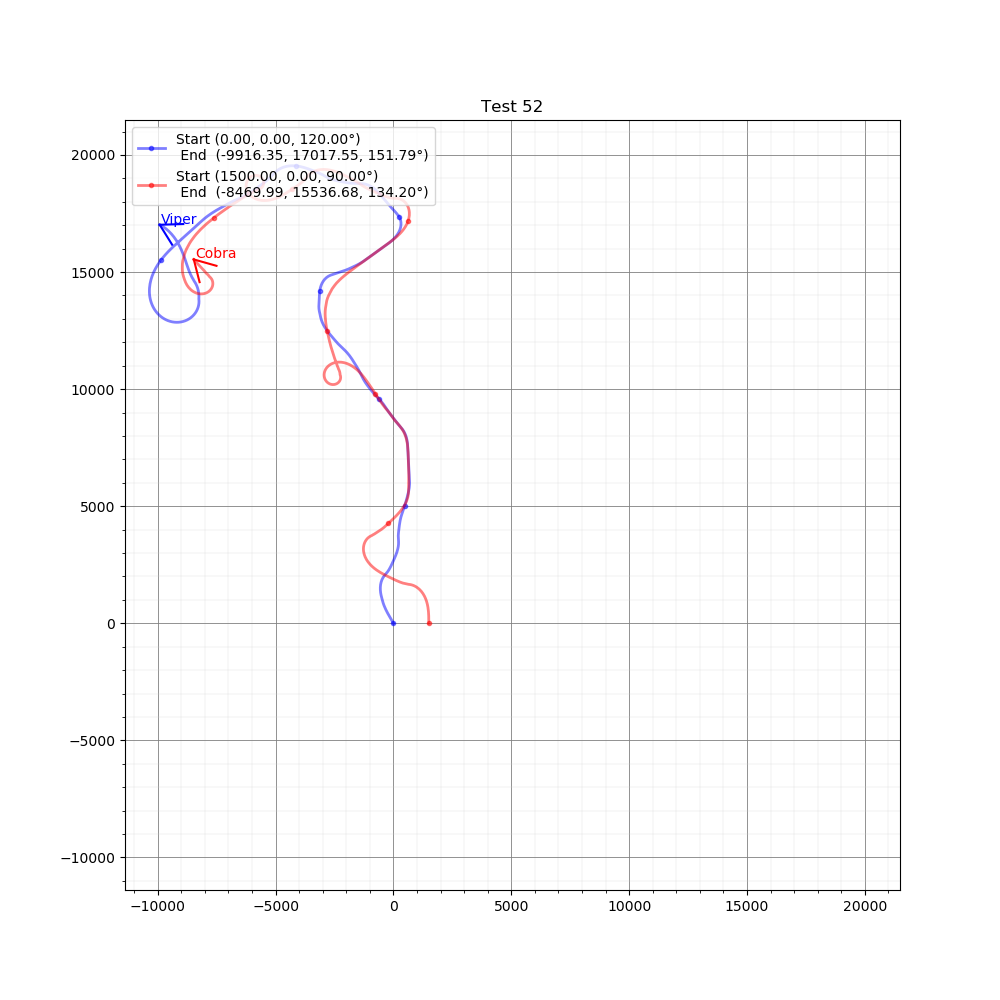 Test 52
Start (0.00, 0.00, 120.00°)
End (-9916.35, 17017.55, 151.79°)
Start (1500.00, 0.00, 90.00°)
End (-8469.99, 15536.68, 134.20°)
Viper
Cobra
20000
15000
10000
5000
0
−5000
−10000
−10000 −5000 0 5000 10000 15000 20000